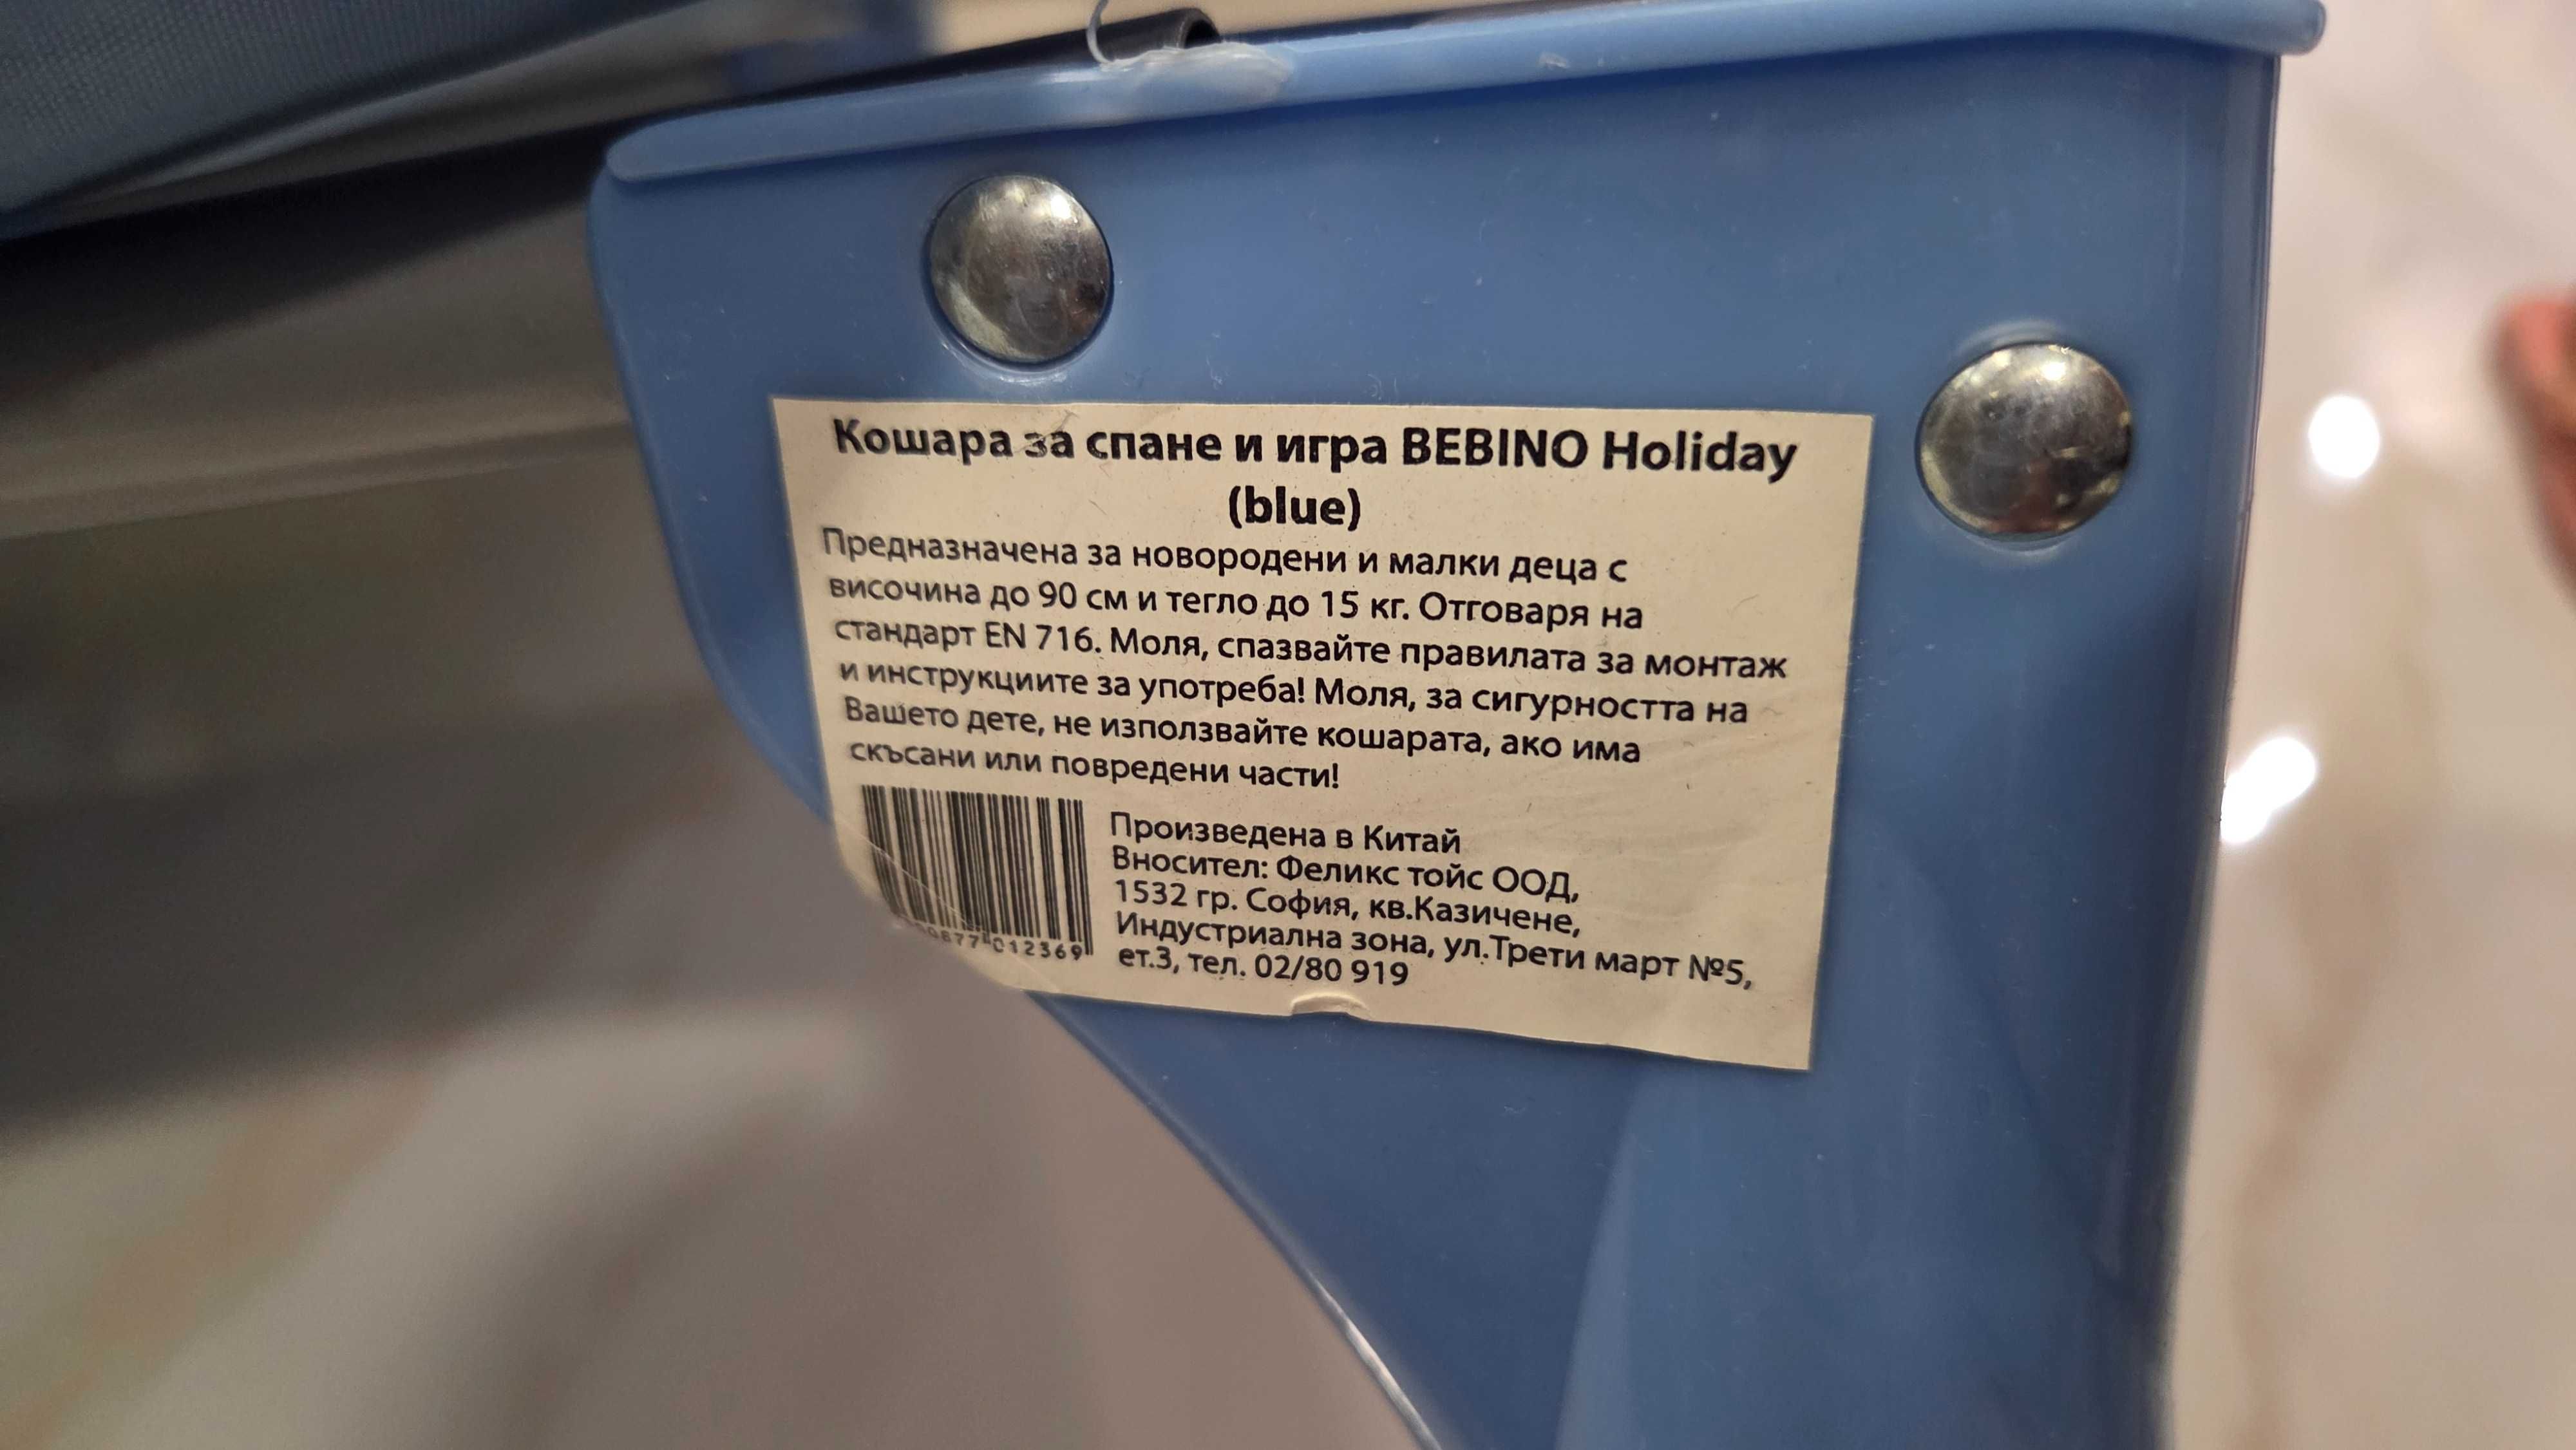 Кошара за спане и игра BEBINO Holiday
(blue)
Предназначена за новородени и малки деца с
височина до 90 см и тегло до 15 кг. Отговаря на
стандарт EN 716. Моля, спазвайте правилата за монтаж
и инструкциите за употреба! Моля, за сигурността на
Вашето дете, не използвайте кошарата, ако има
скъсани или повредени части!
Произведена в Китай
Вносител: Феликс тойс ООД,
1532 гр. София, кв.Казичене,
Индустриална зона, ул.Трети март №5,
ет.3, тел. 02/80 919
012369